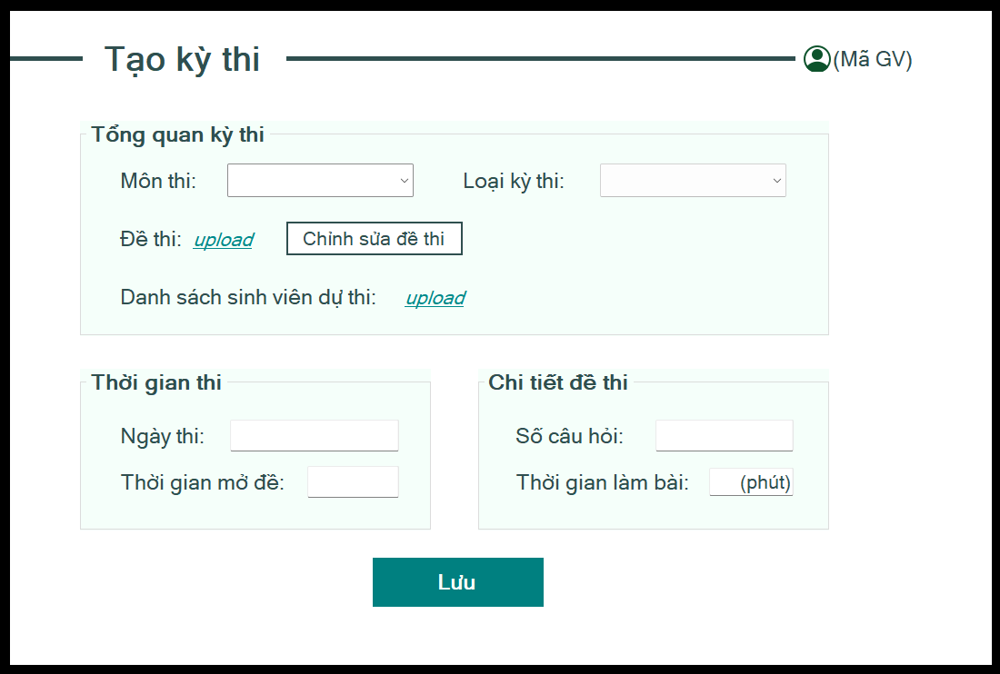 Tạo kỳ thi
(Mã GV)
Tổng quan kỳ thi
Môn thi:
Loại kỳ thi:
Đề thi: upload
Chỉnh sửa đề thi
Danh sách sinh viên dự thi: upload
Thời gian thi
Ngày thi:
Thời gian mở đề:
Chi tiết đề thi
Số câu hỏi:
Thời gian làm bài: (phút)
Lưu